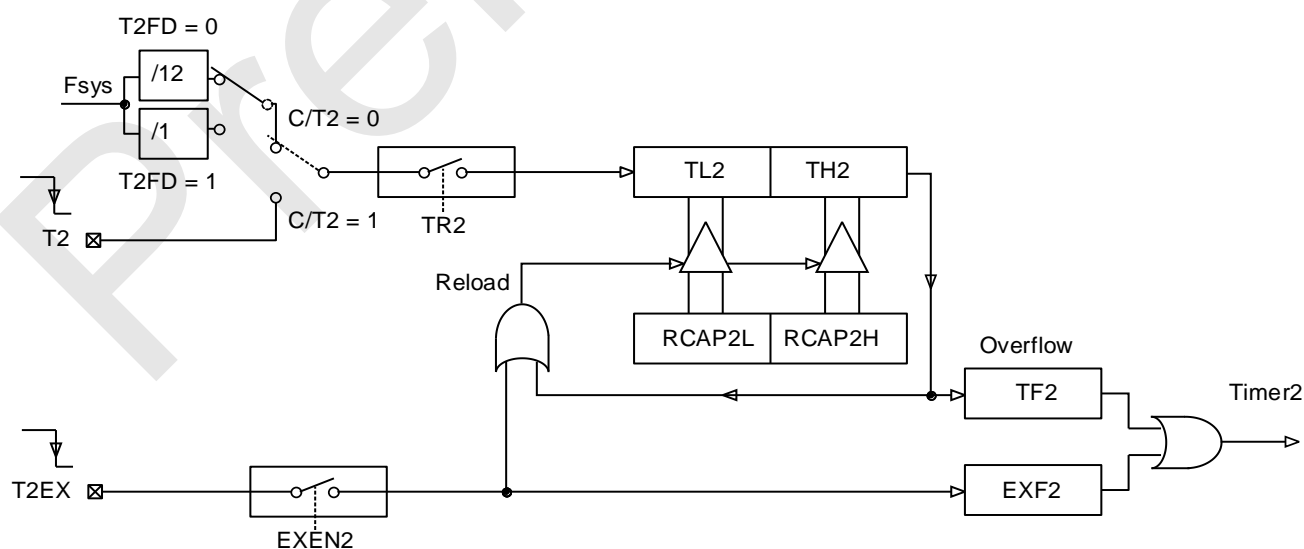 T2FD = 0
/12
Fsys
C/T2 = 0
/1
T2FD = 1
TL2
TH2
T2
C/T2 = 1
TR2
Reload
RCAP2L
RCAP2H
Overflow
TF2
Timer2
T2EX
EXF2
EXEN2
Pre